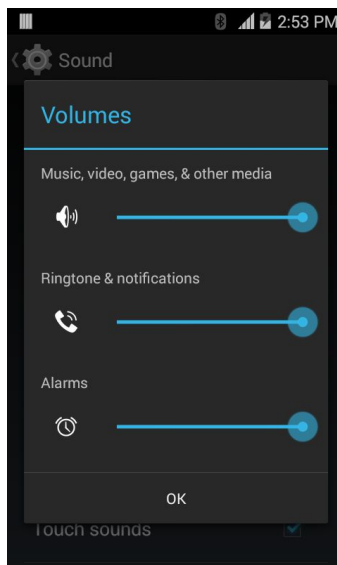 2:53 PM
Sound
Volumes
Music, video, games, & other media
Ringtone & notifications
Alarms
OK
Touch sounds